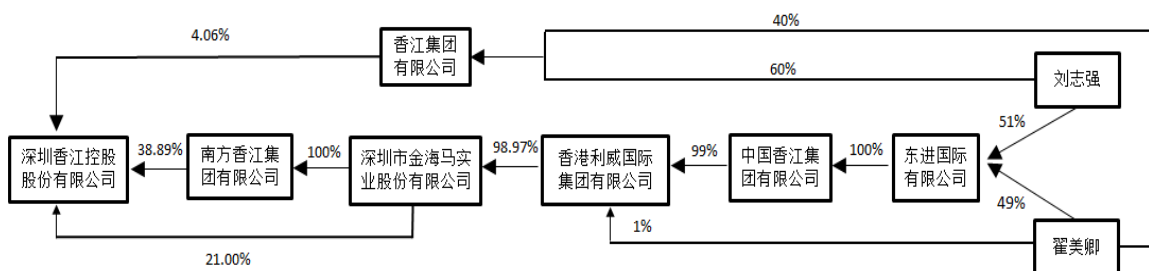 40%
4.06%
香江集团
有限公司
60%
刘志强
51%
深圳香江控股
股份有限公司
38.89%
南方香江集
团有限公司
100%
深圳市金海马实
业股份有限公司
98.97%
香港利威国际
集团有限公司
99%
中国香江集
团有限公司
100%
东进国际
有限公司
49%
1%
翟美卿
21.00%